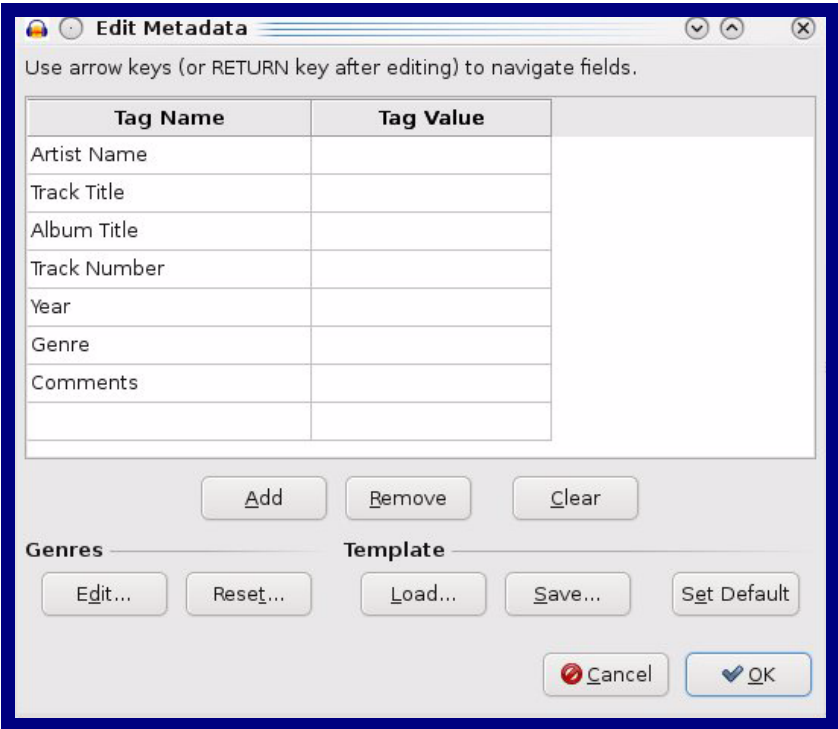 Edit Metadata
Use arrow keys (or RETURN key after editing) to navigate fields.
Tag Name Tag Value
Artist Name
Track Title
Album Title
Track Number
Year
Genre
Comments
Add Remove Clear
Genres Template
Edit... Reset... Load... Save... Set Default
Cancel OK